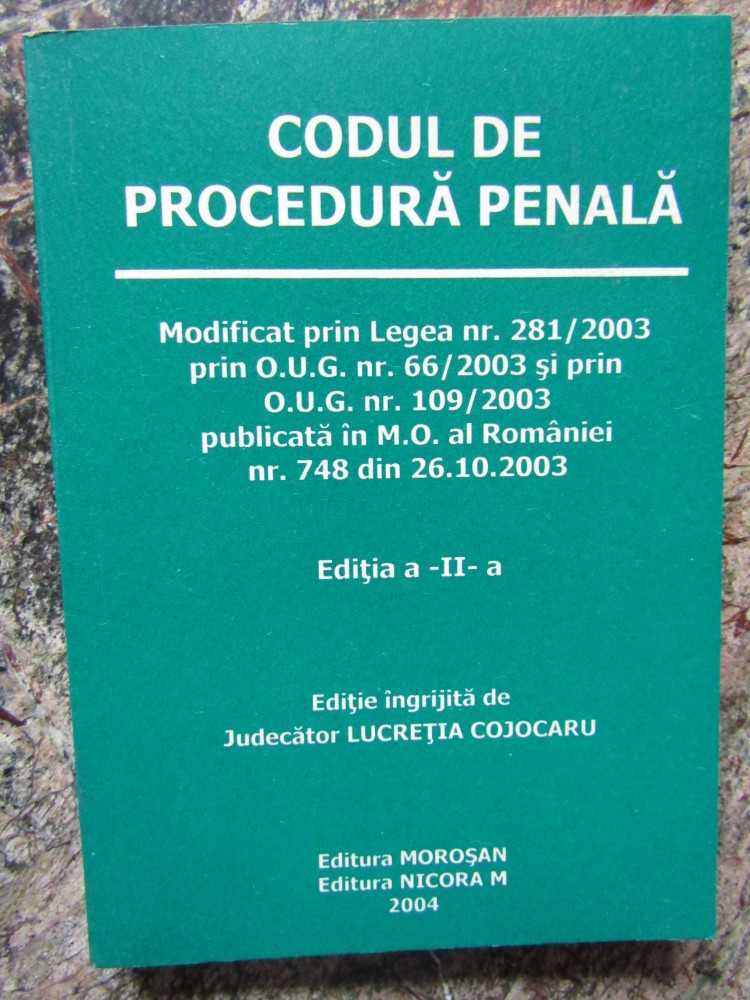 CODUL DE
PROCEDURĂ PENALĂ
Modificat prin Legea nr. 281/2003
prin O.U.G. nr. 66/2003 şi prin
O.U.G. nr. 109/2003
publicată în M.O. al României
nr. 748 din 26.10.2003
Ediţia a -II- a
Ediţie îngrijită de
Judecător LUCREŢIA COJOCARU
Editura MOROŞAN
Editura NICORA M
2004